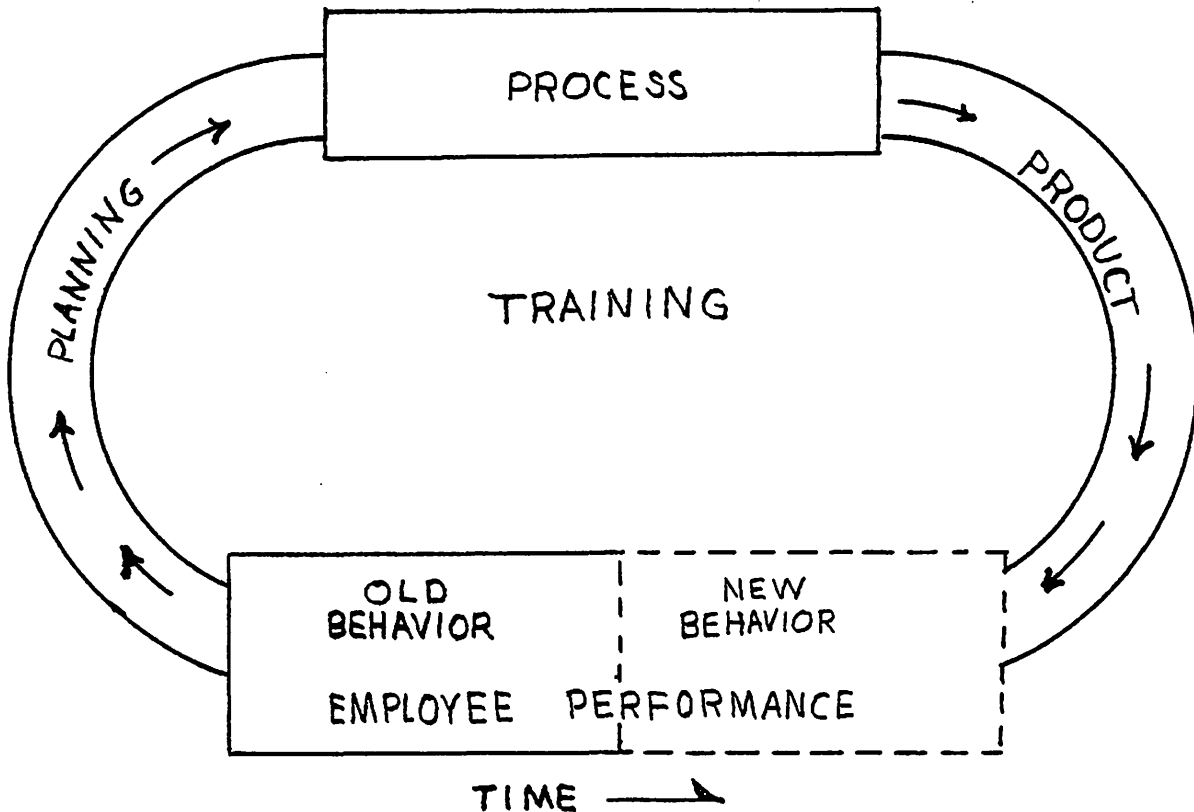 PROCESS
PLANNING
PRODUCT
TRAINING
OLD
BEHAVIOR
NEW
BEHAVIOR
EMPLOYEE PERFORMANCE
TIME